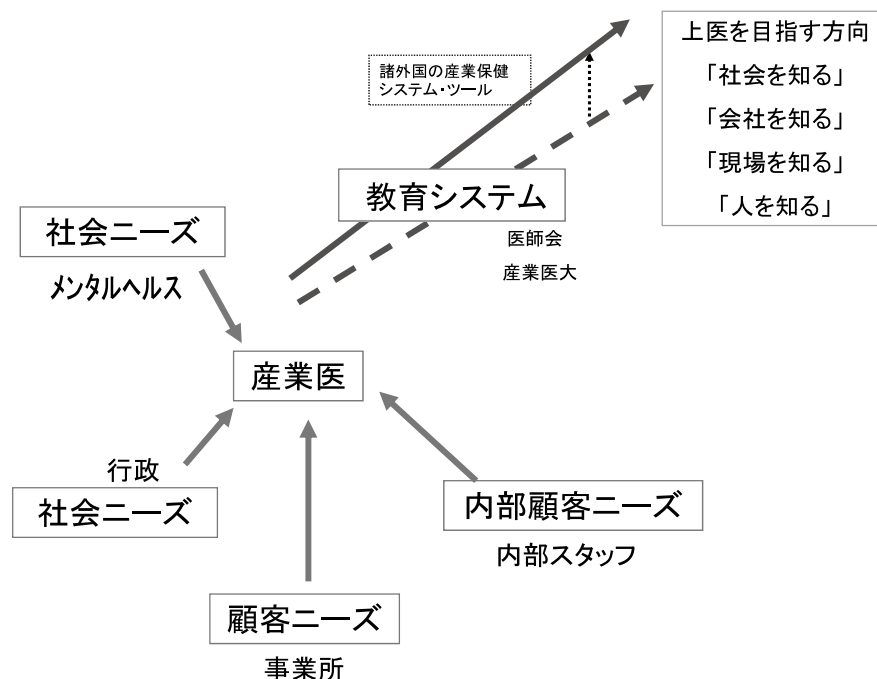 上医を目指す方向
「社会を知る」
「会社を知る」
「現場を知る」
「人を知る」
諸外国の産業保健
システム・ツール
教育システム
医師会
産業医大
社会ニーズ
メンタルヘルス
産業医
行政
社会ニーズ
内部顧客ニーズ
内部スタッフ
顧客ニーズ
事業所